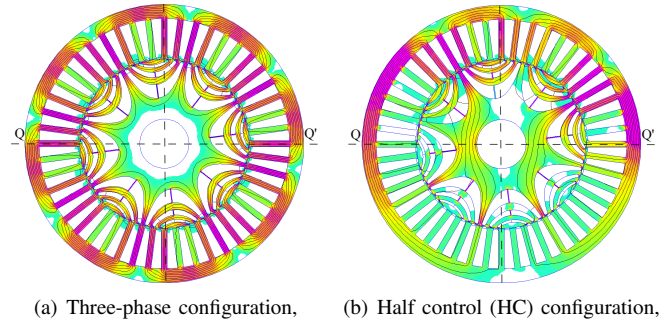 Q Q' Q Q'
(a) Three-phase configuration, (b) Half control (HC) configuration,